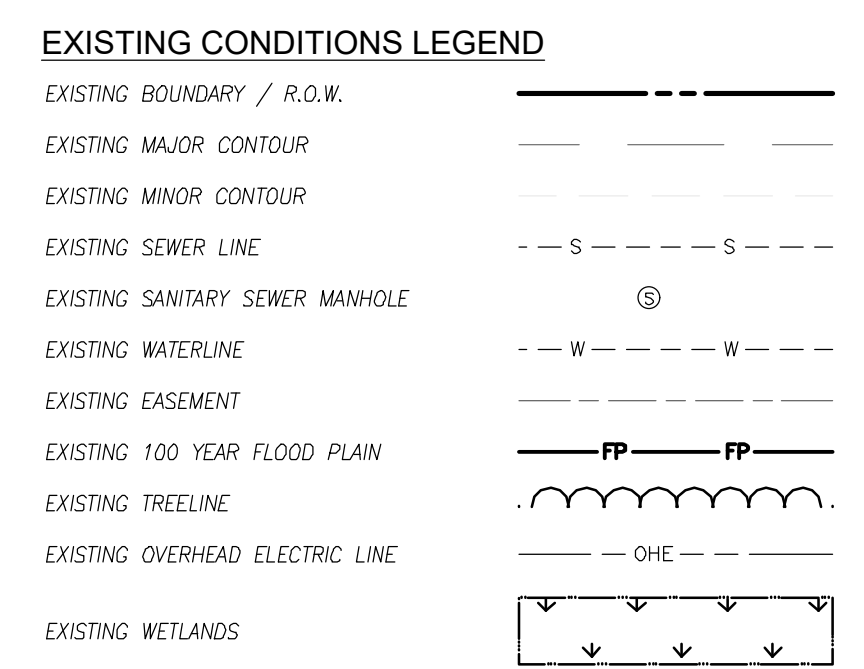 EXISTING CONDITIONS LEGEND
EXISTING BOUNDARY / R.O.W.
EXISTING MAJOR CONTOUR
EXISTING MINOR CONTOUR
EXISTING SEWER LINE S S
EXISTING SANITARY SEWER MANHOLE S
EXISTING WATERLINE W W
EXISTING EASEMENT
EXISTING 100 YEAR FLOOD PLAIN FP FP
EXISTING TREELINE
EXISTING OVERHEAD ELECTRIC LINE OHE
EXISTING WETLANDS